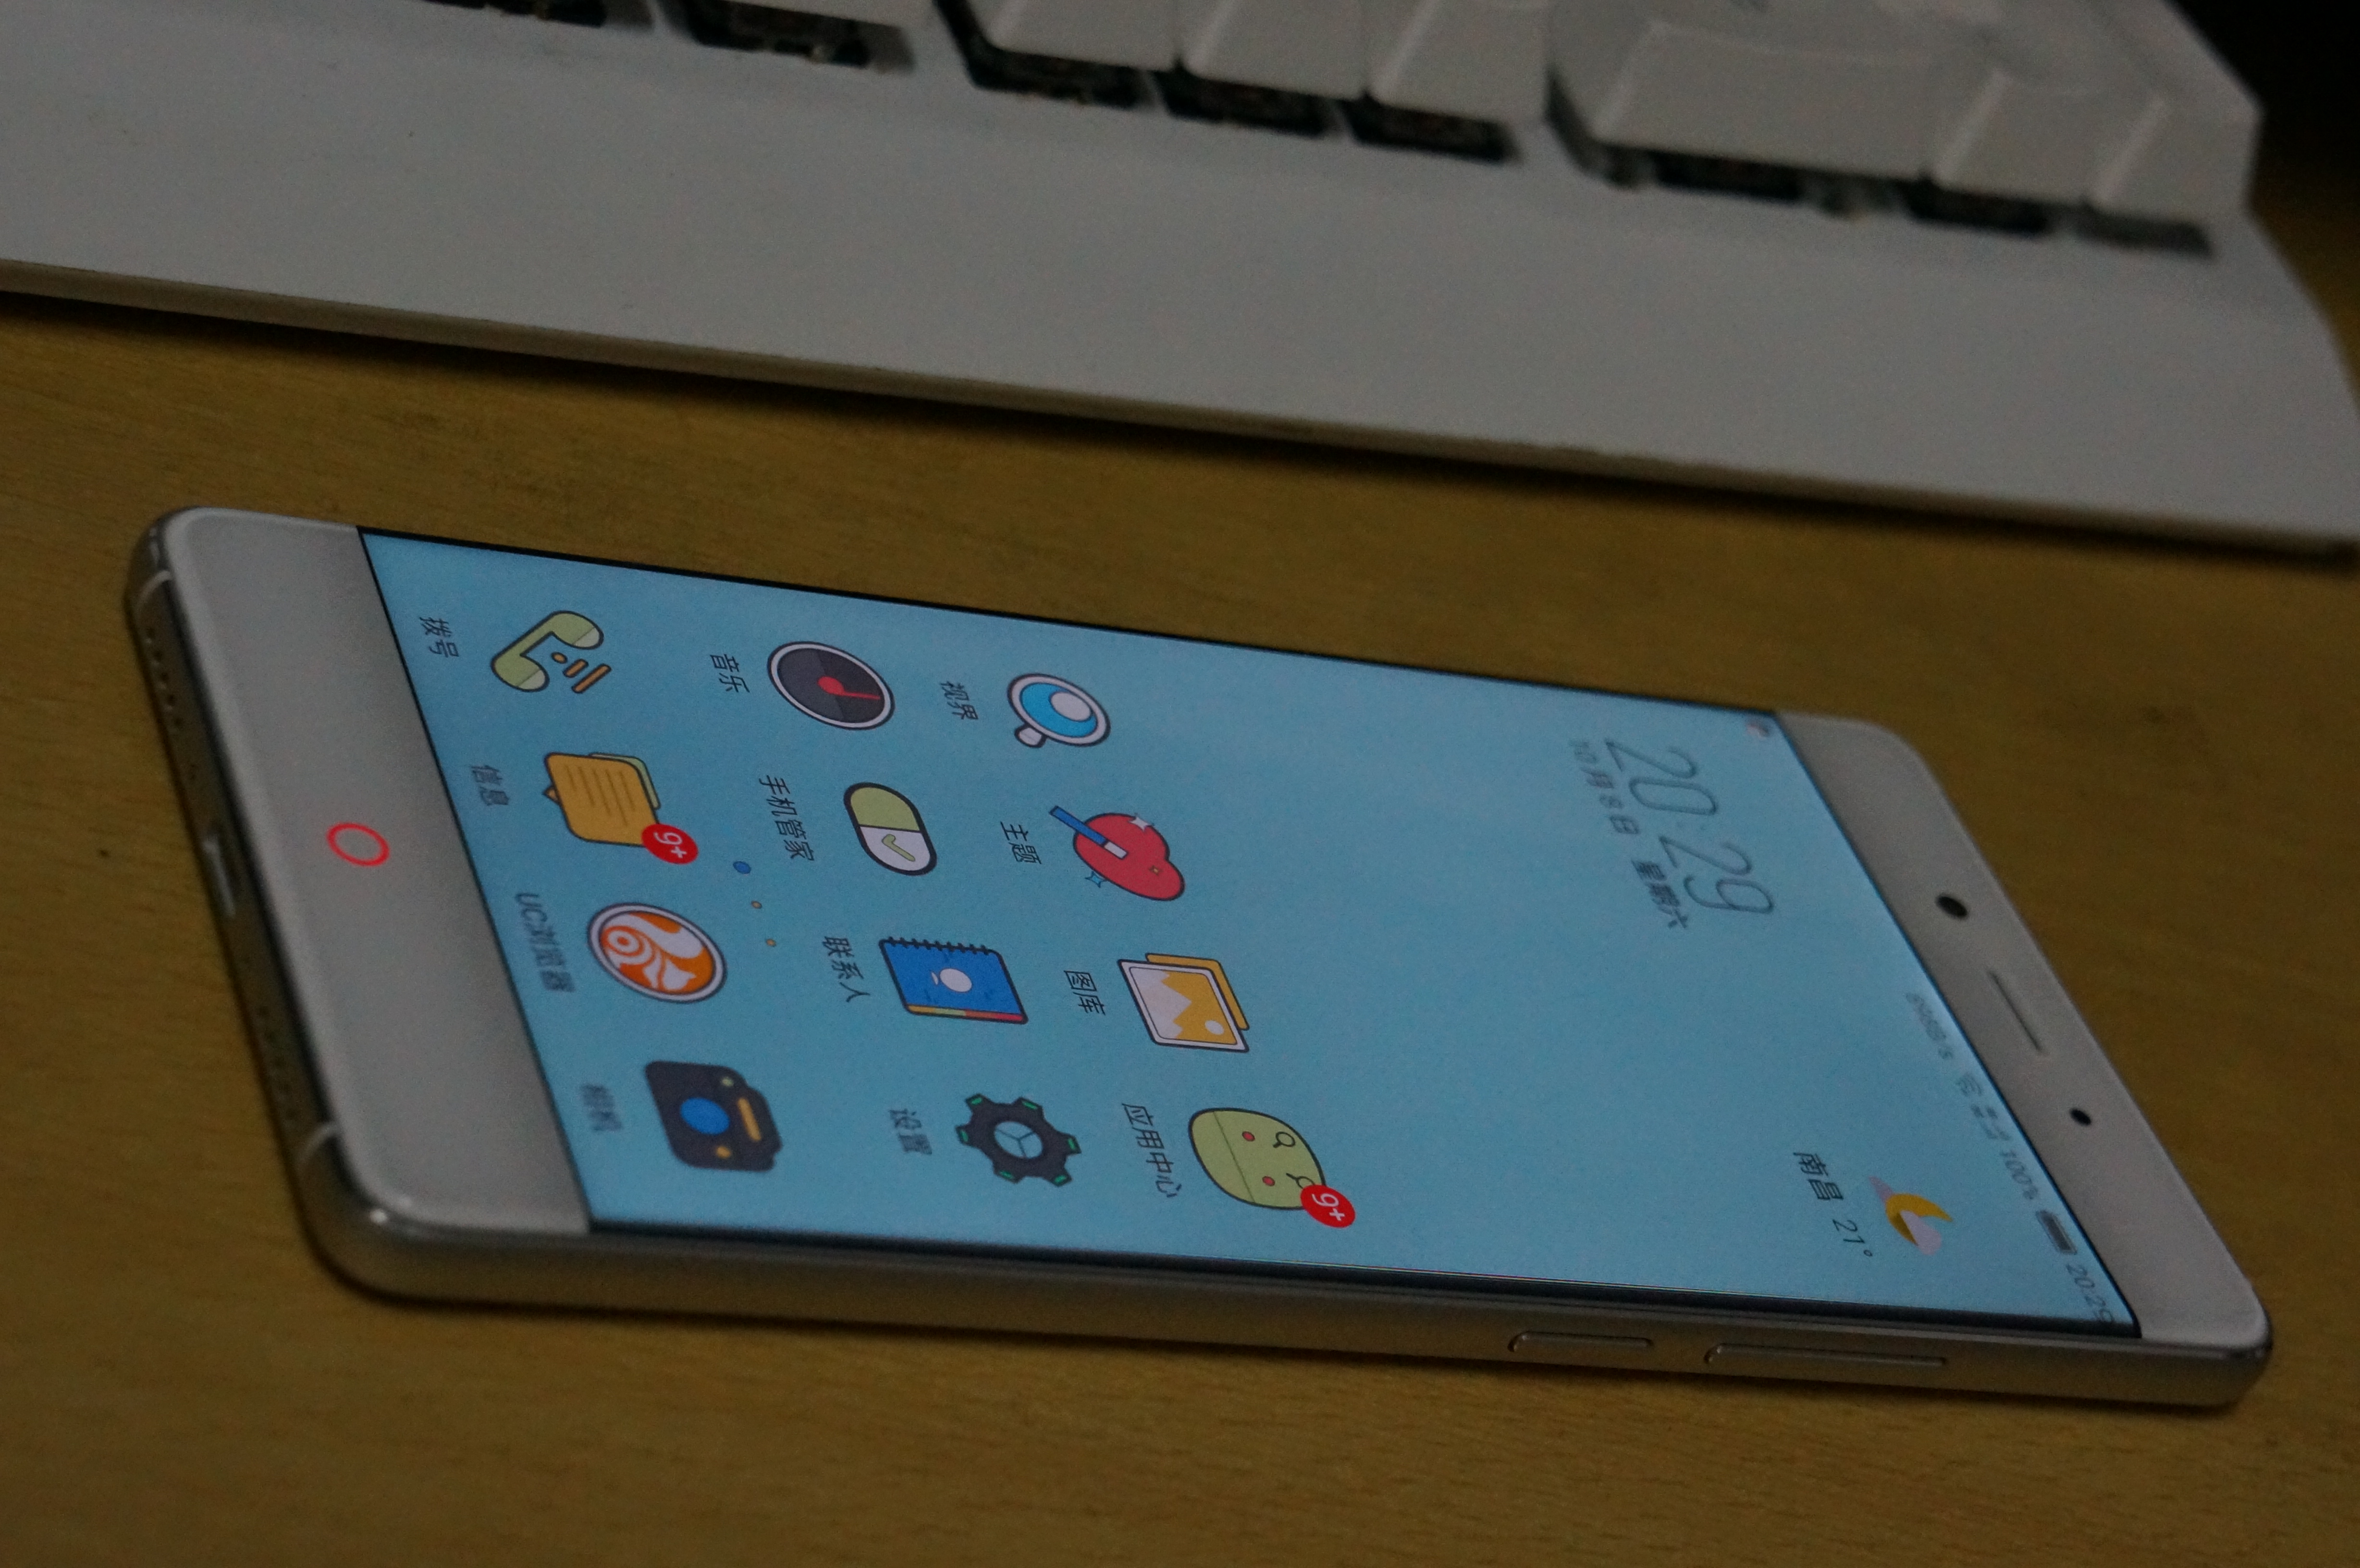 100% 20:29
20:29
10月8日 星期六
南昌 21°
视界 主题 图库 应用中心
9+
音乐 手机管家 联系人 设置
拨号 信息 UC浏览器 相机
9+